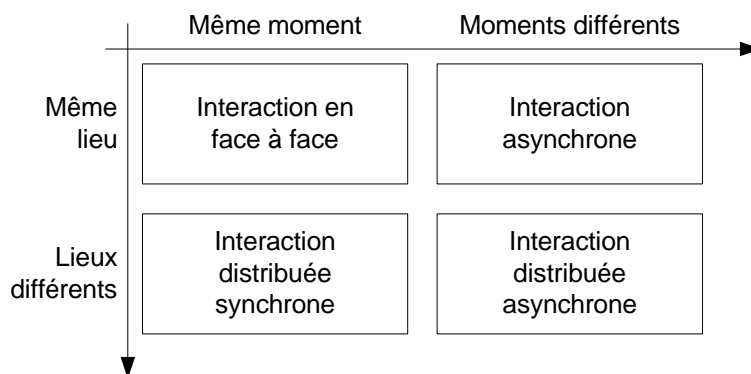 Même moment
Moments différents
Même
lieu
Interaction en
face à face
Interaction
asynchrone
Lieux
différents
Interaction
distribuée
synchrone
Interaction
distribuée
asynchrone